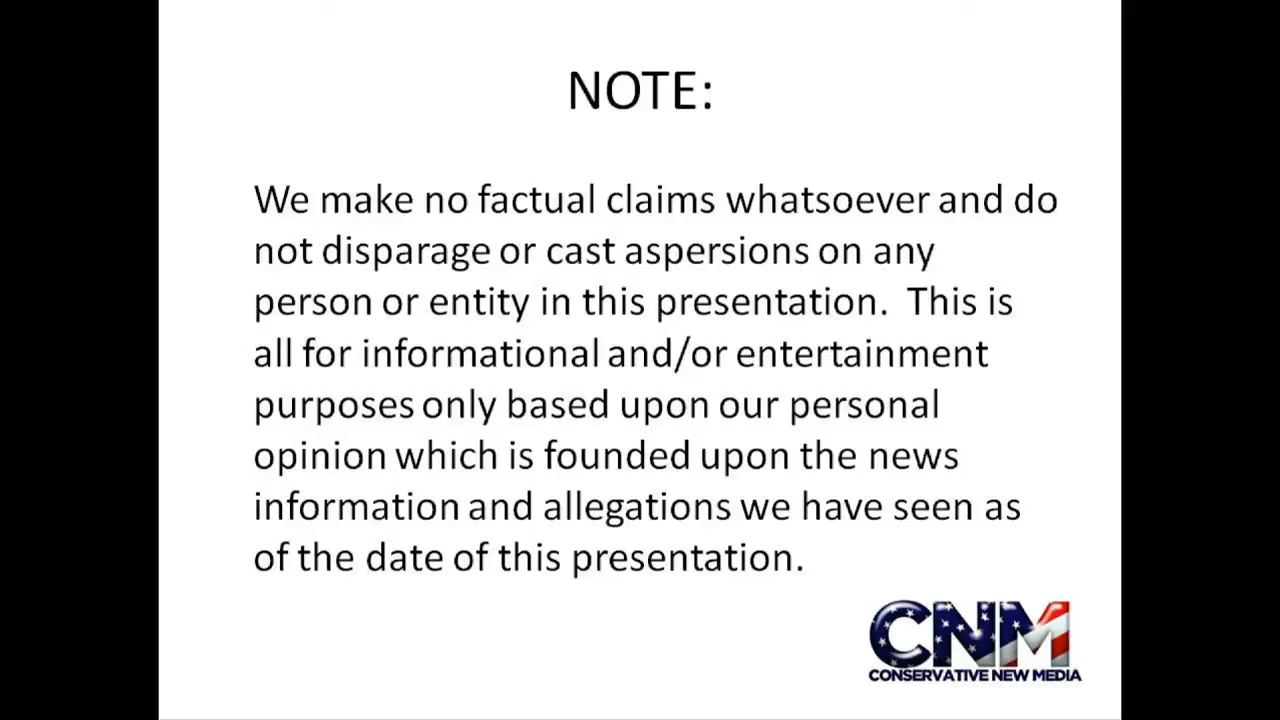 NOTE:
We make no factual claims whatsoever and do
not disparage or cast aspersions on any
person or entity in this presentation.  This is
all for informational and/or entertainment
purposes only based upon our personal
opinion which is founded upon the news
information and allegations we have seen as
of the date of this presentation.
CNM
CONSERVATIVE NEW MEDIA